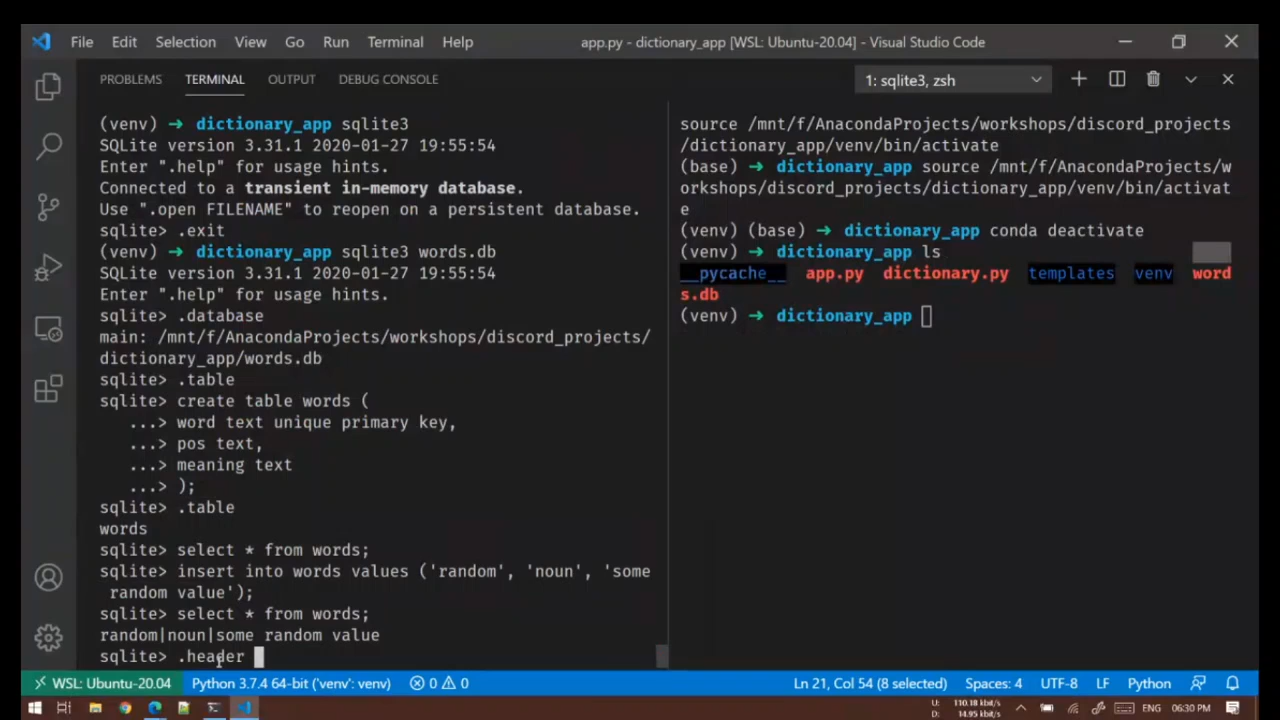 File Edit Selection View Go Run Terminal Help
app.py - dictionary_app [WSL: Ubuntu-20.04] - Visual Studio Code
PROBLEMS TERMINAL OUTPUT DEBUG CONSOLE
1: sqlite3, zsh
(venv) → dictionary_app sqlite3
SQLite version 3.31.1 2020-01-27 19:55:54
Enter ".help" for usage hints.
Connected to a transient in-memory database.
Use ".open FILENAME" to reopen on a persistent database.
sqlite> .exit
(venv) → dictionary_app sqlite3 words.db
SQLite version 3.31.1 2020-01-27 19:55:54
Enter ".help" for usage hints.
sqlite> .database
main: /mnt/f/AnacondaProjects/workshops/discord_projects/
dictionary_app/words.db
sqlite> .table
sqlite> create table words (
...> word text unique primary key,
...> pos text,
...> meaning text
...> );
sqlite> .table
words
sqlite> select * from words;
sqlite> insert into words values ('random', 'noun', 'some
random value');
sqlite> select * from words;
random|noun|some random value
sqlite> .header
source /mnt/f/AnacondaProjects/workshops/discord_projects
/dictionary_app/venv/bin/activate
(base) → dictionary_app source /mnt/f/AnacondaProjects/w
orkshops/discord_projects/dictionary_app/venv/bin/activat
e
(venv) (base) → dictionary_app conda deactivate
(venv) → dictionary_app ls
__pycache__ app.py dictionary.py templates venv word
s.db
(venv) → dictionary_app
WSL: Ubuntu-20.04 Python 3.7.4 64-bit ('venv': venv) 0 0
Ln 21, Col 54 (8 selected) Spaces: 4 UTF-8 LF Python
U: 110.18 kbit/s
D: 14.95 kbit/s
ENG 06:30 PM